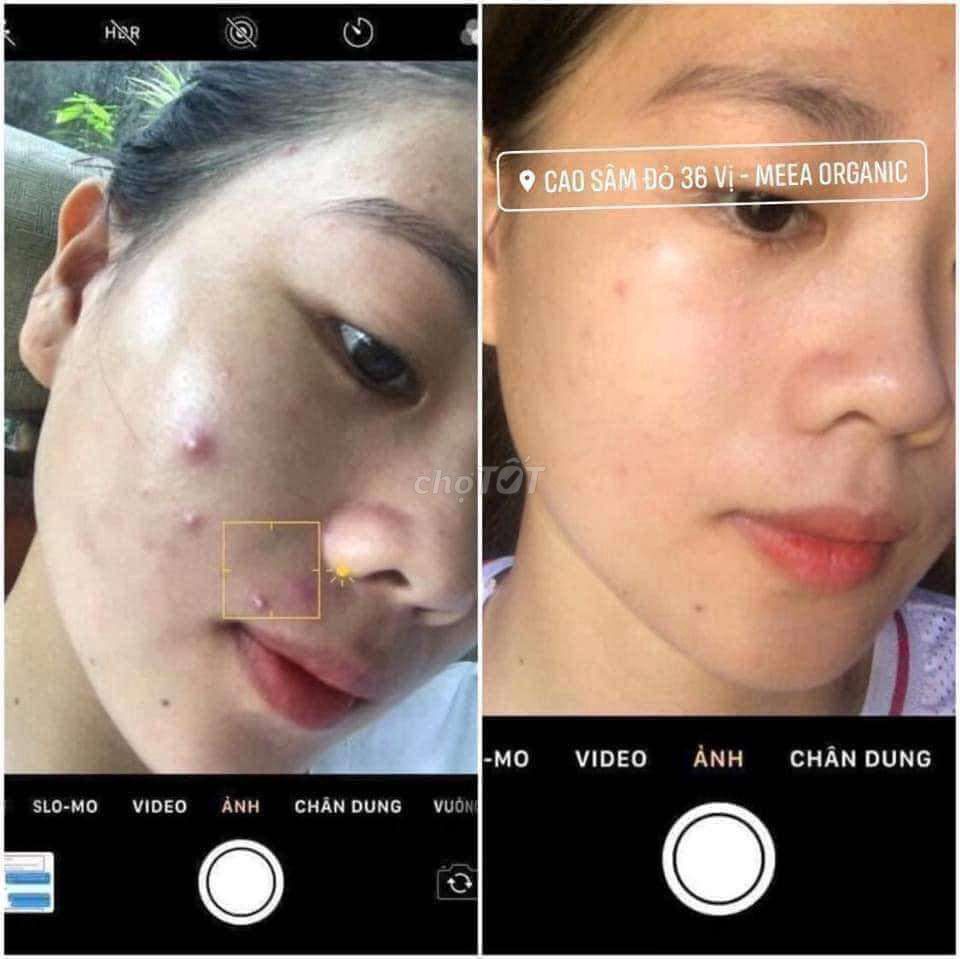 HDR
CAO SÂM ĐỎ 36 Vị - MEEA ORGANIC
chợTỐT
SLO-MO VIDEO ẢNH CHÂN DUNG VUÔNG
-MO VIDEO ẢNH CHÂN DUNG